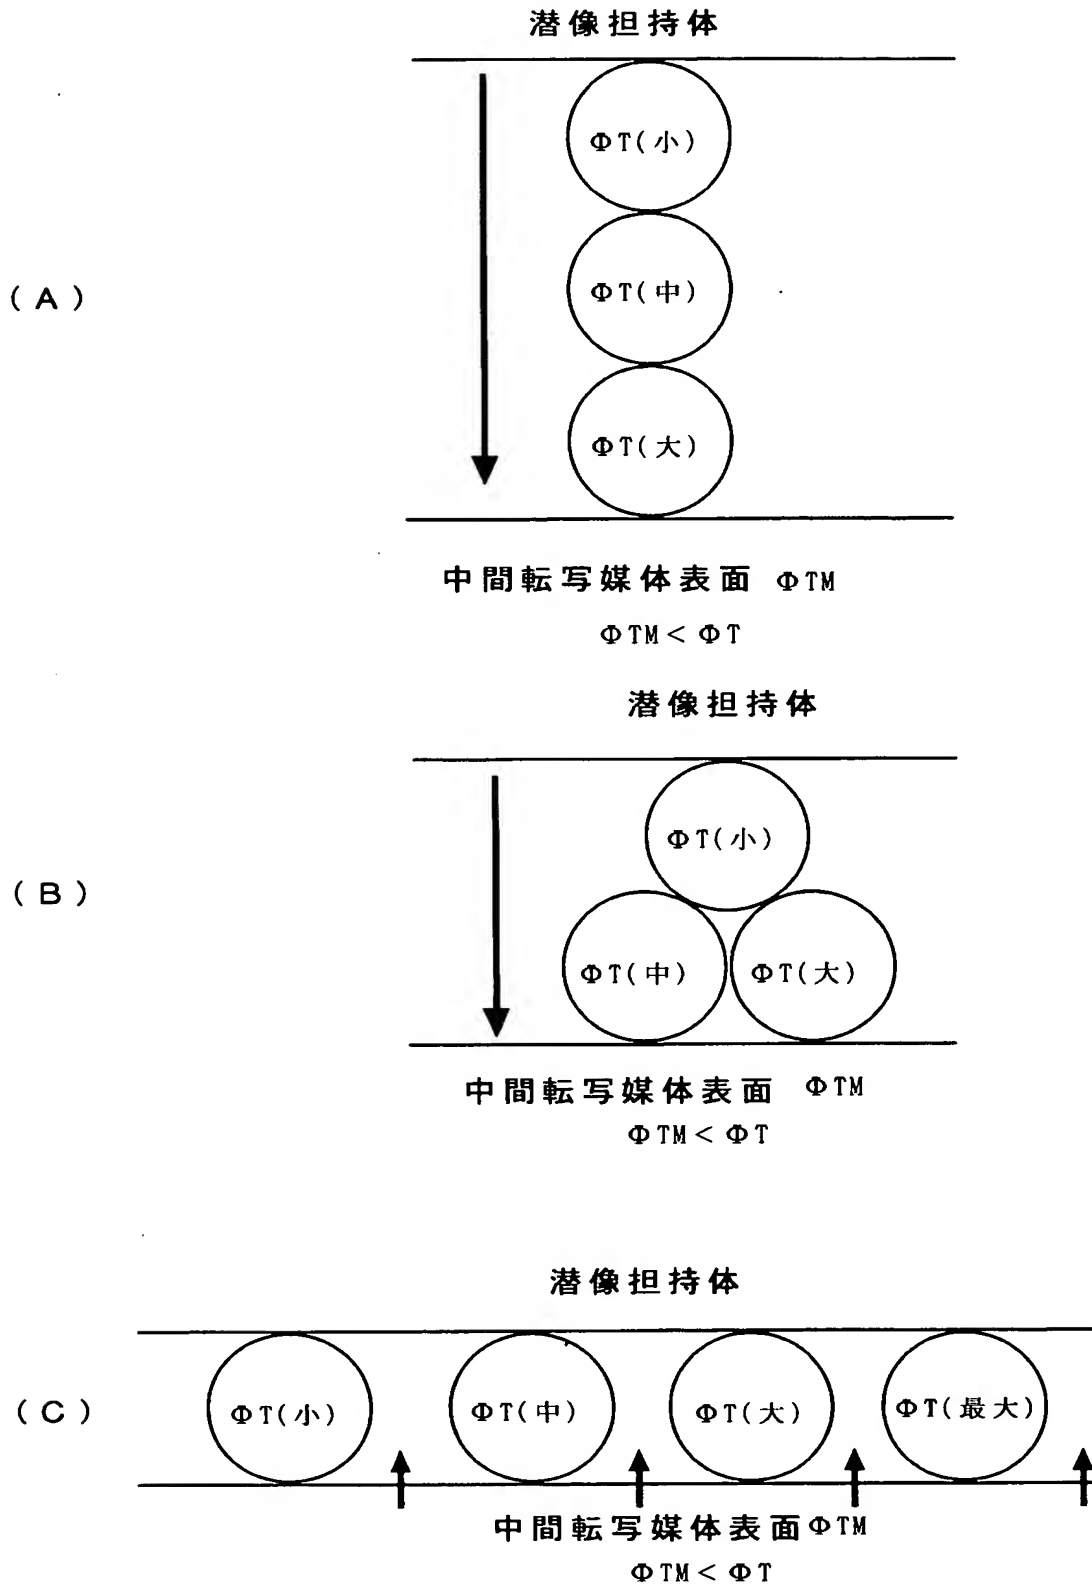 潜像担持体
ΦT(小)
(A)
ΦT(中)
ΦT(大)
中間転写媒体表面 ΦTM
ΦTM<ΦT
潜像担持体
ΦT(小)
(B)
ΦT(中) ΦT(大)
中間転写媒体表面 ΦTM
ΦTM<ΦT
潜像担持体
(C) ΦT(小) ΦT(中) ΦT(大) ΦT(最大)
中間転写媒体表面ΦTM
ΦTM<ΦT